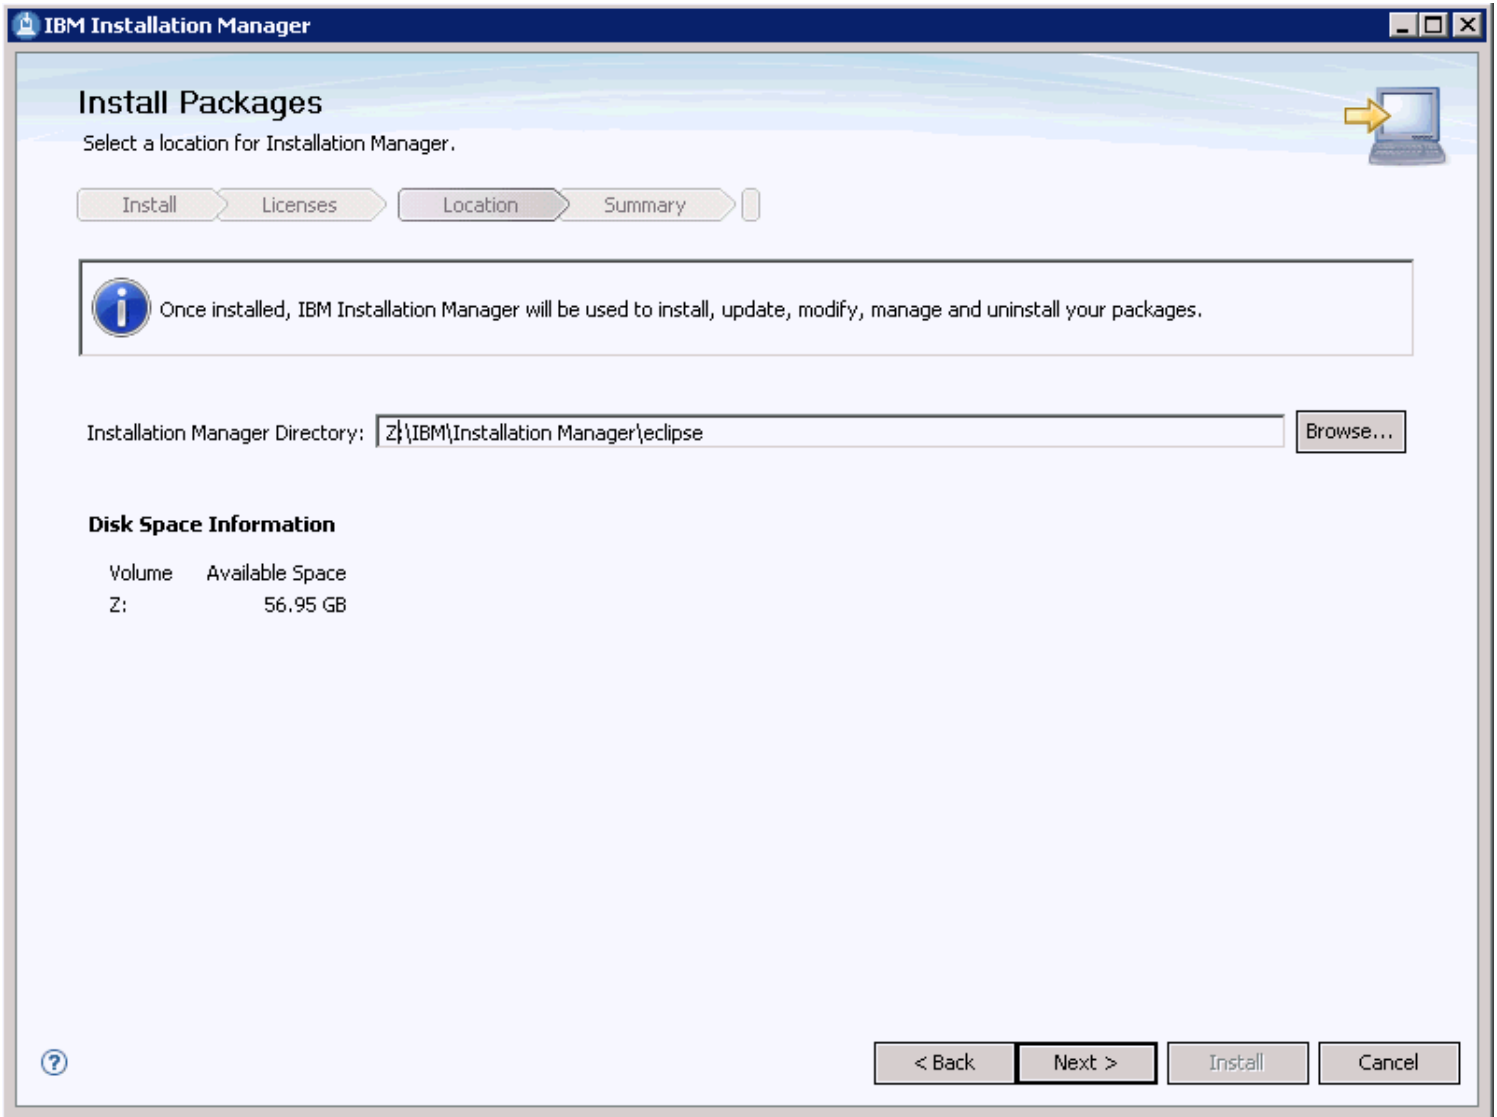 IBM Installation Manager
Install Packages
Select a location for Installation Manager.
Install Licenses Location Summary
Once installed, IBM Installation Manager will be used to install, update, modify, manage and uninstall your packages.
Installation Manager Directory: Z:\IBM\Installation Manager\eclipse Browse...
Disk Space Information
Volume Available Space
Z: 56.95 GB
? < Back Next > Install Cancel